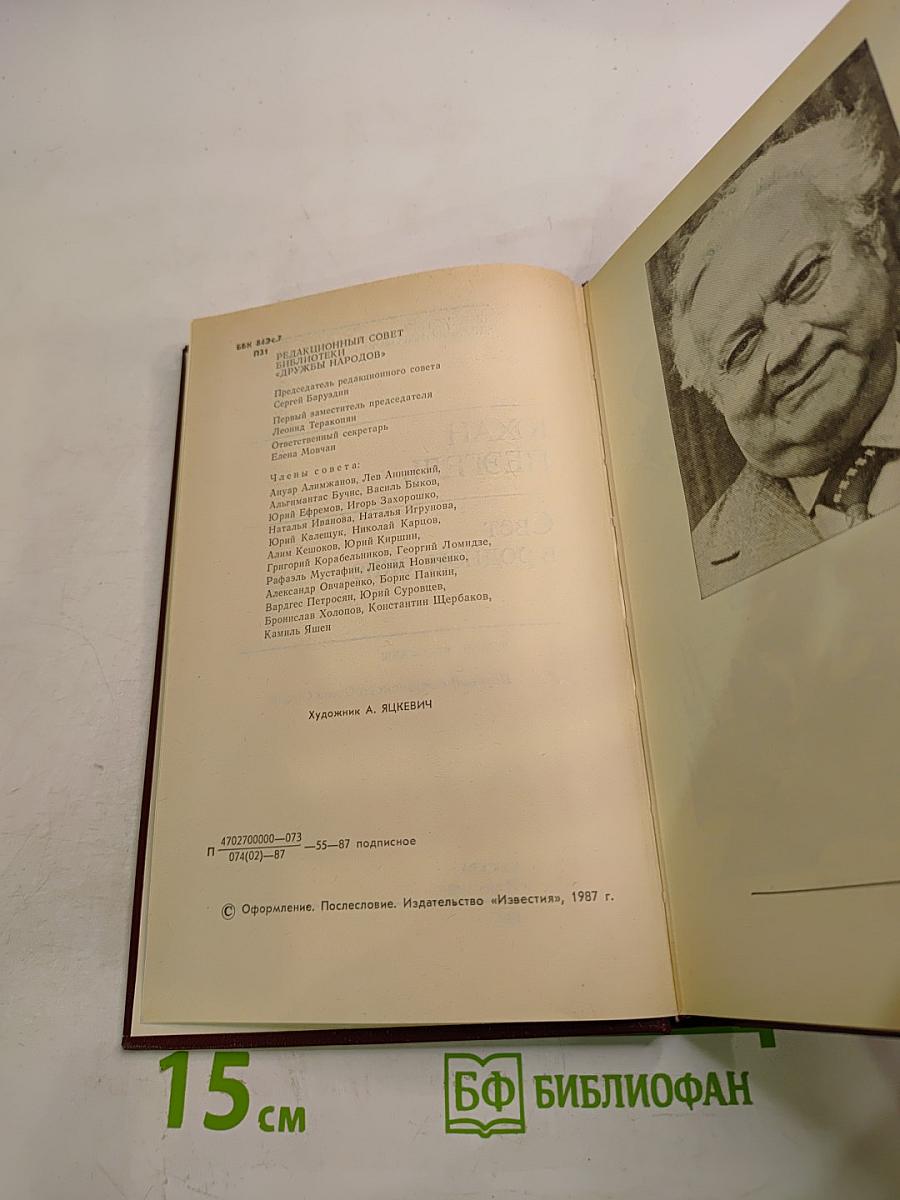 ББК 84Эс7
П31
РЕДАКЦИОННЫЙ СОВЕТ
БИБЛИОТЕКИ
«ДРУЖБЫ НАРОДОВ»
Председатель редакционного совета
Сергей Баруздин
Первый заместитель председателя
Леонид Теракопян
Ответственный секретарь
Елена Мовчан
Члены совета:
Ануар Алимжанов, Лев Аннинский,
Альгимантас Бучис, Василь Быков,
Юрий Ефремов, Игорь Захорошко,
Наталья Иванова, Наталья Игрунова,
Юрий Калещук, Николай Карцов,
Алим Кешоков, Юрий Киршин,
Григорий Корабельников, Георгий Ломидзе,
Рафаэль Мустафин, Леонид Новиченко,
Александр Овчаренко, Борис Панкин,
Вардгес Петросян, Юрий Суровцев,
Бронислав Холопов, Константин Щербаков,
Камиль Яшен
Художник А. ЯЦКЕВИЧ
П 4702700000—073
074(02)—87 —55—87 подписное
© Оформление. Послесловие. Издательство «Известия», 1987 г.
15 см
БФ БИБЛИОФАН